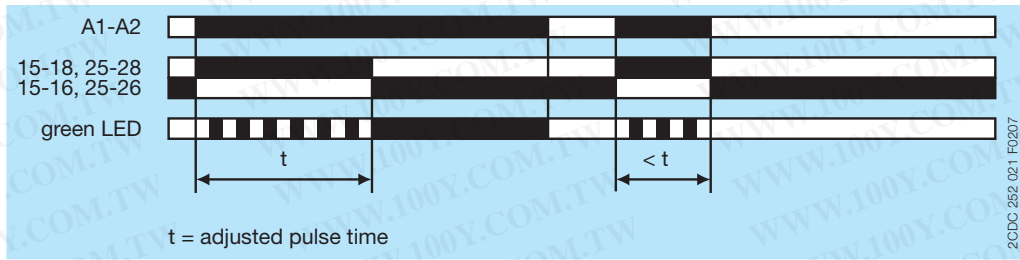 A1-A2
15-18, 25-28
15-16, 25-26
green LED
t
< t
t = adjusted pulse time
2CDC 252 021 F0207
WWW.100Y.COM.TW